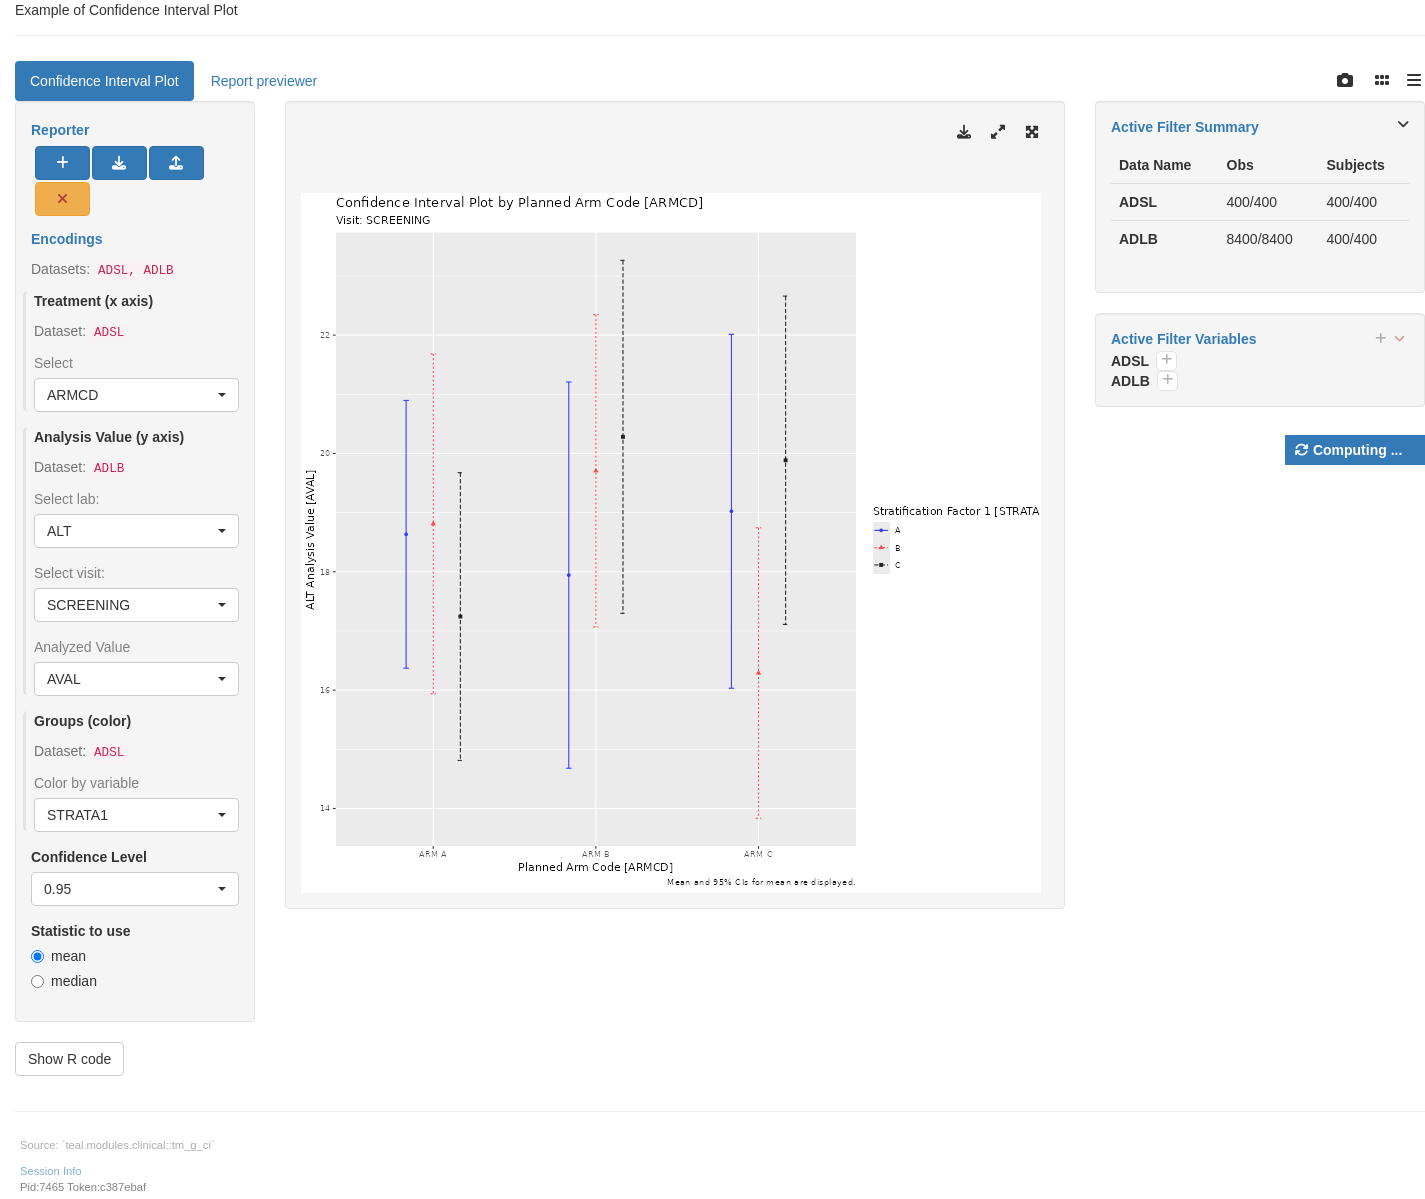 Example of Confidence Interval Plot
Confidence Interval Plot
Report previewer
Reporter
Encodings
Datasets: ADSL, ADLB
Treatment (x axis)
Dataset: ADSL
Select
ARMCD
Analysis Value (y axis)
Dataset: ADLB
Select lab:
ALT
Select visit:
SCREENING
Analyzed Value
AVAL
Groups (color)
Dataset: ADSL
Color by variable
STRATA1
Confidence Level
0.95
Statistic to use
mean
median
Show R code
Confidence Interval Plot by Planned Arm Code [ARMCD]
Visit: SCREENING
ALT Analysis Value [AVAL]
22
20
18
16
14
ARM A
ARM B
ARM C
Planned Arm Code [ARMCD]
Mean and 95% CIs for mean are displayed.
Stratification Factor 1 [STRATA
A
B
C
Active Filter Summary
Data Name Obs Subjects
ADSL 400/400 400/400
ADLB 8400/8400 400/400
Active Filter Variables
ADSL
ADLB
Computing ...
Source: `teal.modules.clinical::tm_g_ci`
Session Info
Pid:7465 Token:c387ebaf